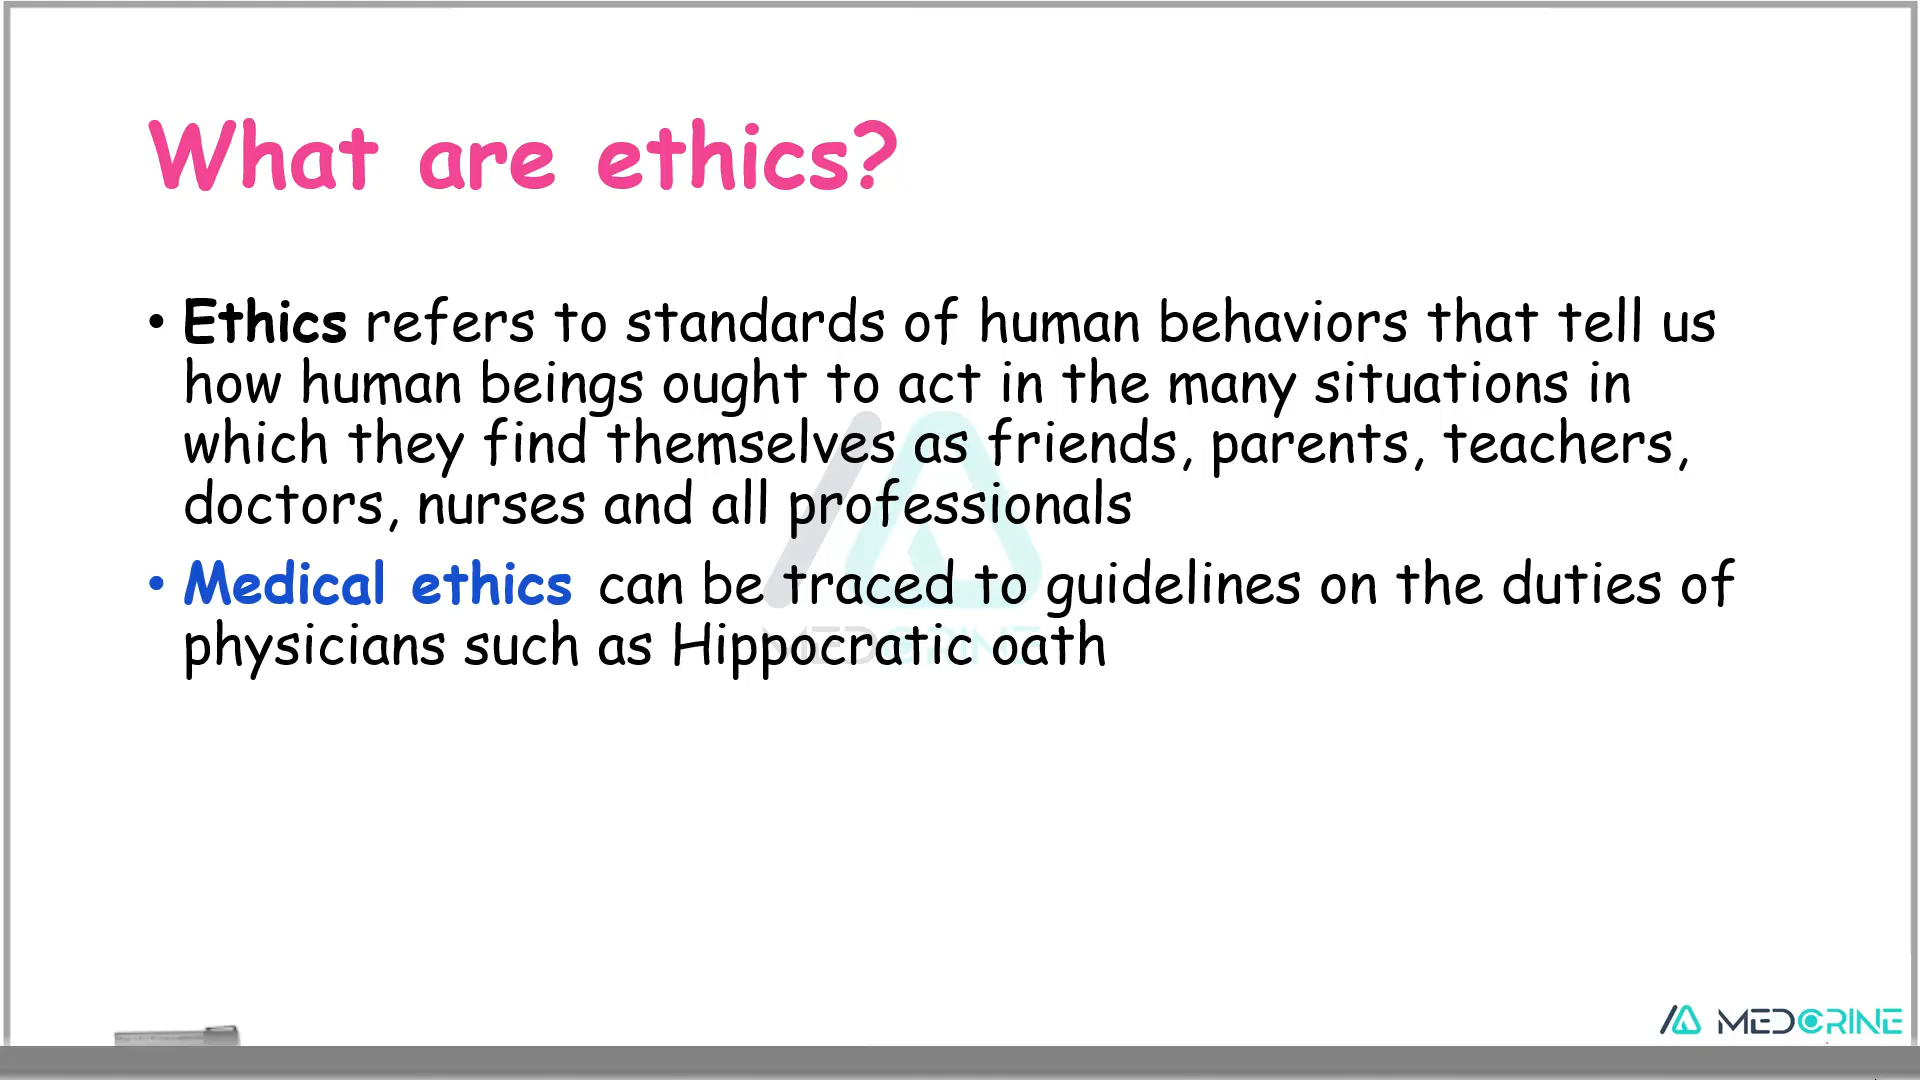 What are ethics?
• Ethics refers to standards of human behaviors that tell us
how human beings ought to act in the many situations in
which they find themselves as friends, parents, teachers,
doctors, nurses and all professionals
• Medical ethics can be traced to guidelines on the duties of
physicians such as Hippocratic oath
MEDCRINE